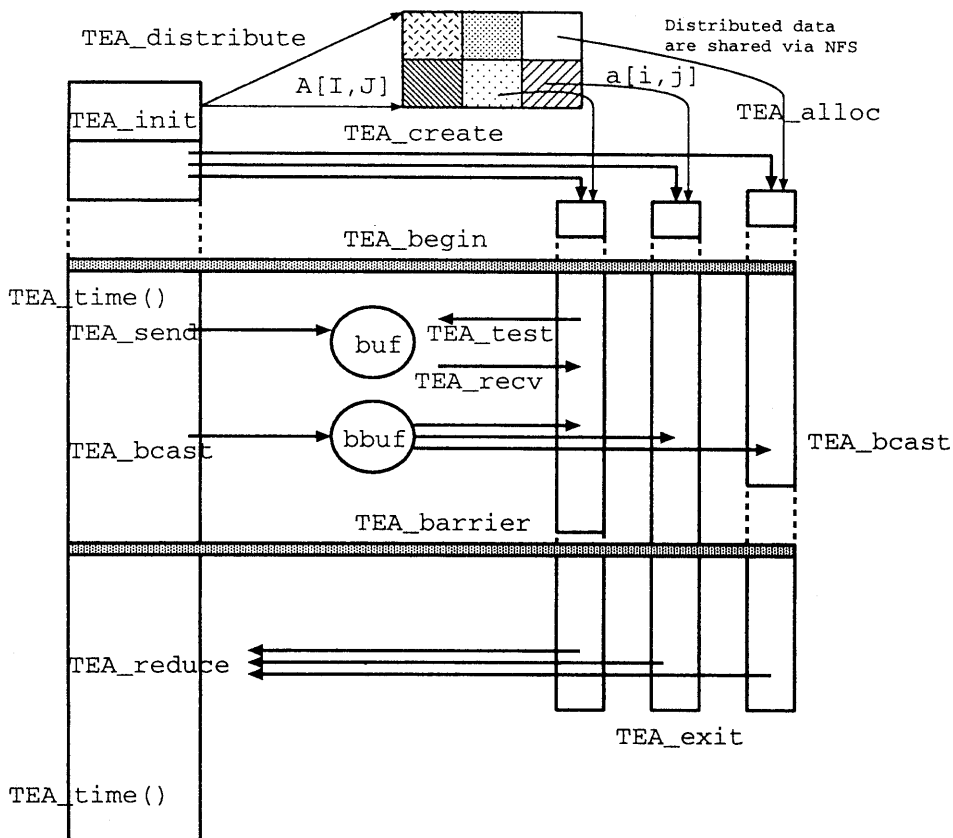 Distributed data
are shared via NFS
TEA_distribute
A[I,J]
a[i,j]
TEA_init
TEA_alloc
TEA_create
TEA_begin
TEA_time()
TEA_send
buf
TEA_test
TEA_recv
TEA_bcast
bbuf
TEA_bcast
TEA_barrier
TEA_reduce
TEA_exit
TEA_time()